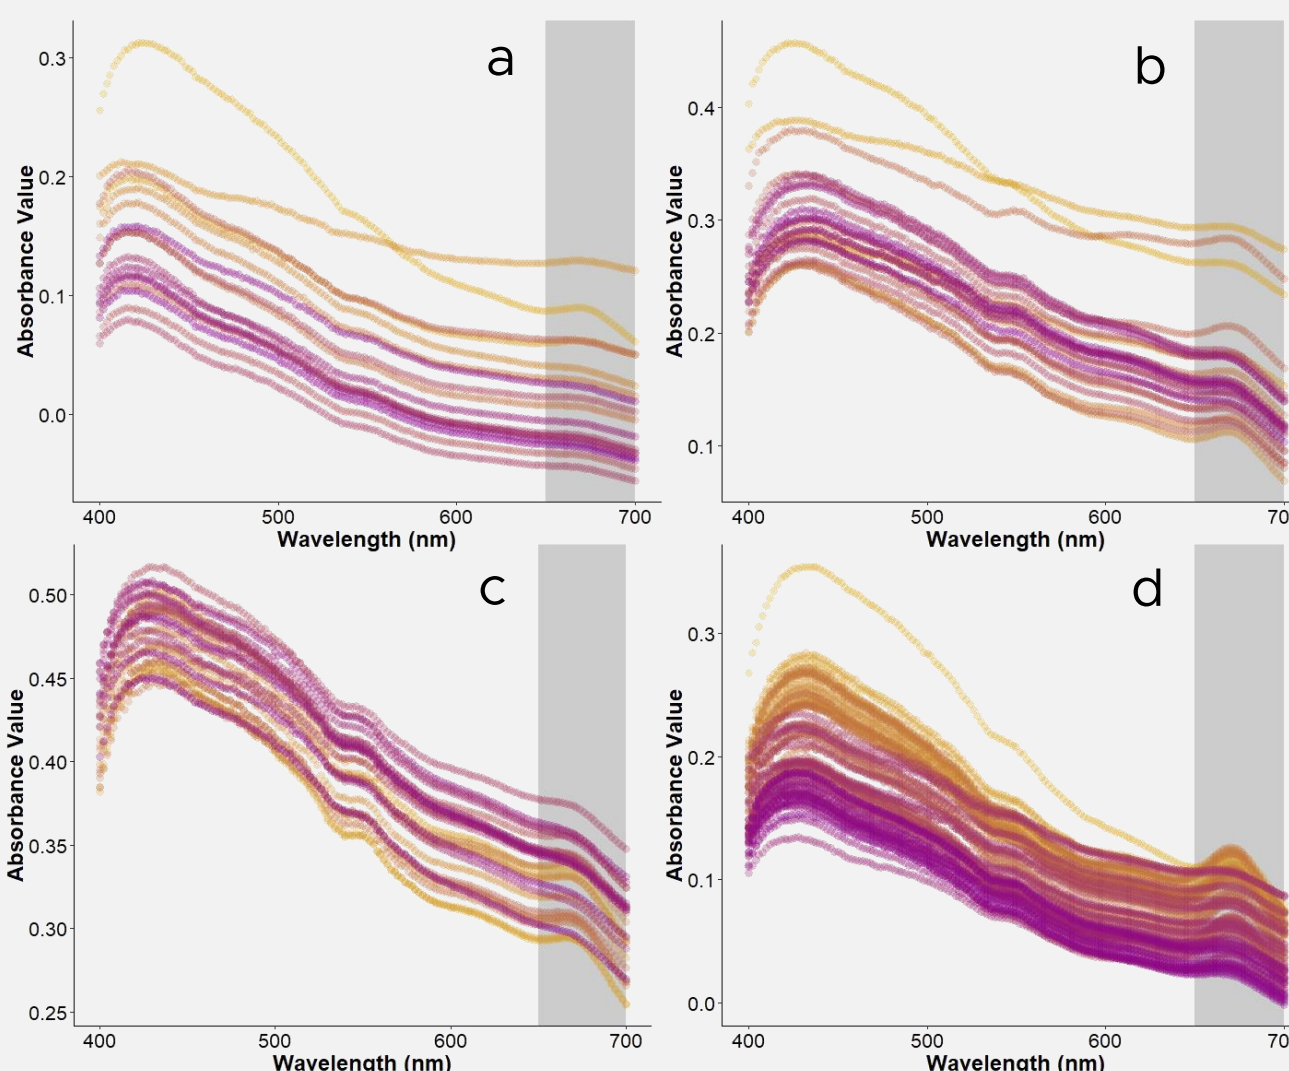 a
0.3
0.2
0.1
0.0
Absorbance Value
400 500 600 700
Wavelength (nm)
b
0.4
0.3
0.2
0.1
Absorbance Value
400 500 600 70
Wavelength (nm)
c
0.50
0.45
0.40
0.35
0.30
0.25
Absorbance Value
400 500 600 700
Wavelength (nm)
d
0.3
0.2
0.1
0.0
Absorbance Value
400 500 600 70
Wavelength (nm)